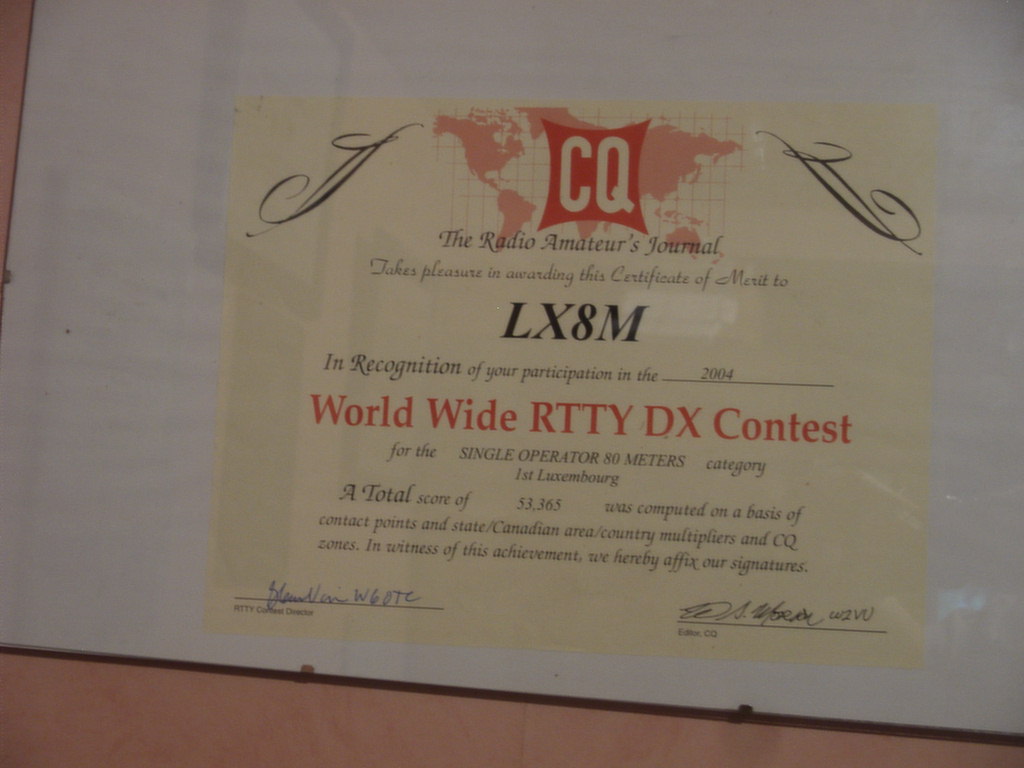 CQ
The Radio Amateur's Journal
Takes pleasure in awarding this Certificate of Merit to
LX8M
In Recognition of your participation in the 2004
World Wide RTTY DX Contest
for the SINGLE OPERATOR 80 METERS category
1st Luxembourg
A Total score of 53,365 was computed on a basis of
contact points and state/Canadian area/country multipliers and CQ
zones. In witness of this achievement, we hereby affix our signatures.
W6OTC
W2VU
RTTY Contest Director
Editor, CQ